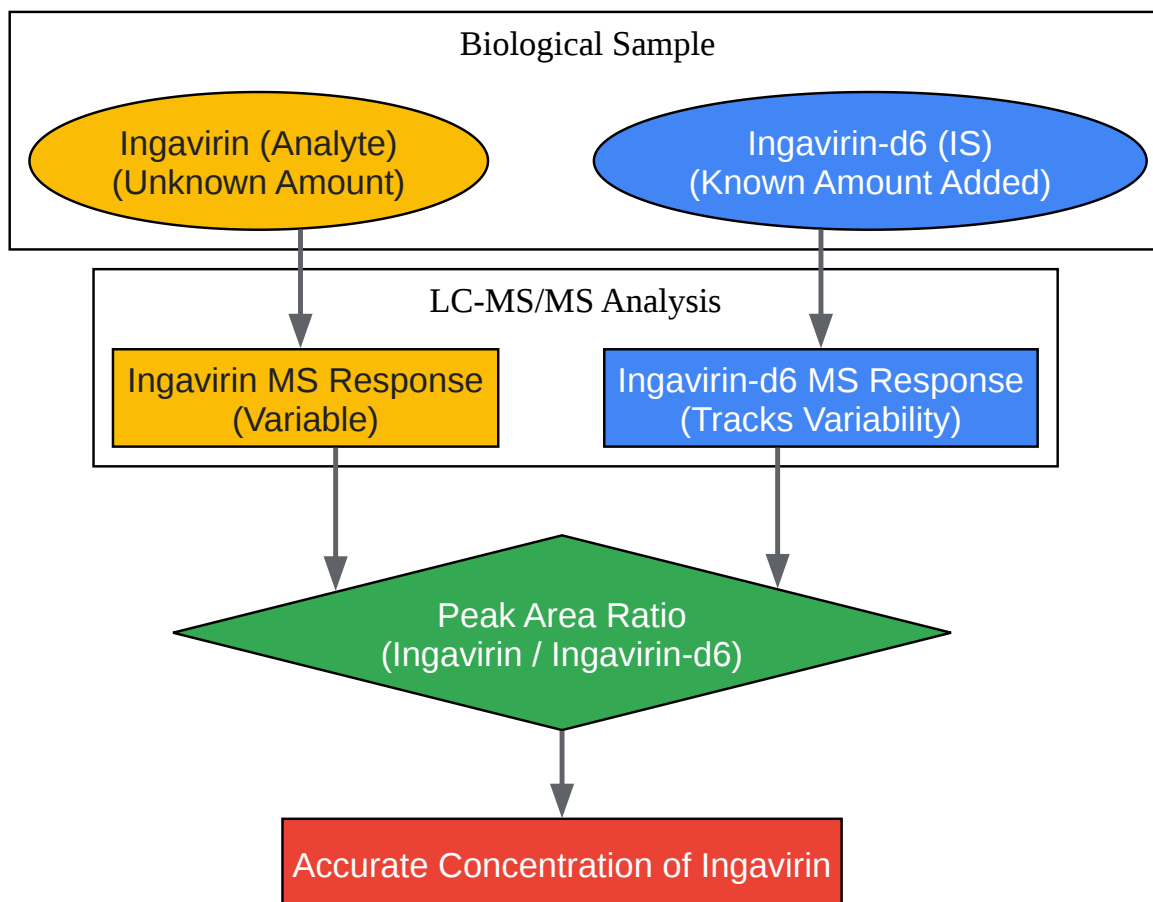 Biological Sample
Ingavirin (Analyte)
(Unknown Amount)
Ingavirin-d6 (IS)
(Known Amount Added)
LC-MS/MS Analysis
Ingavirin MS Response
(Variable)
Ingavirin-d6 MS Response
(Tracks Variability)
Peak Area Ratio
(Ingavirin / Ingavirin-d6)
Accurate Concentration of Ingavirin